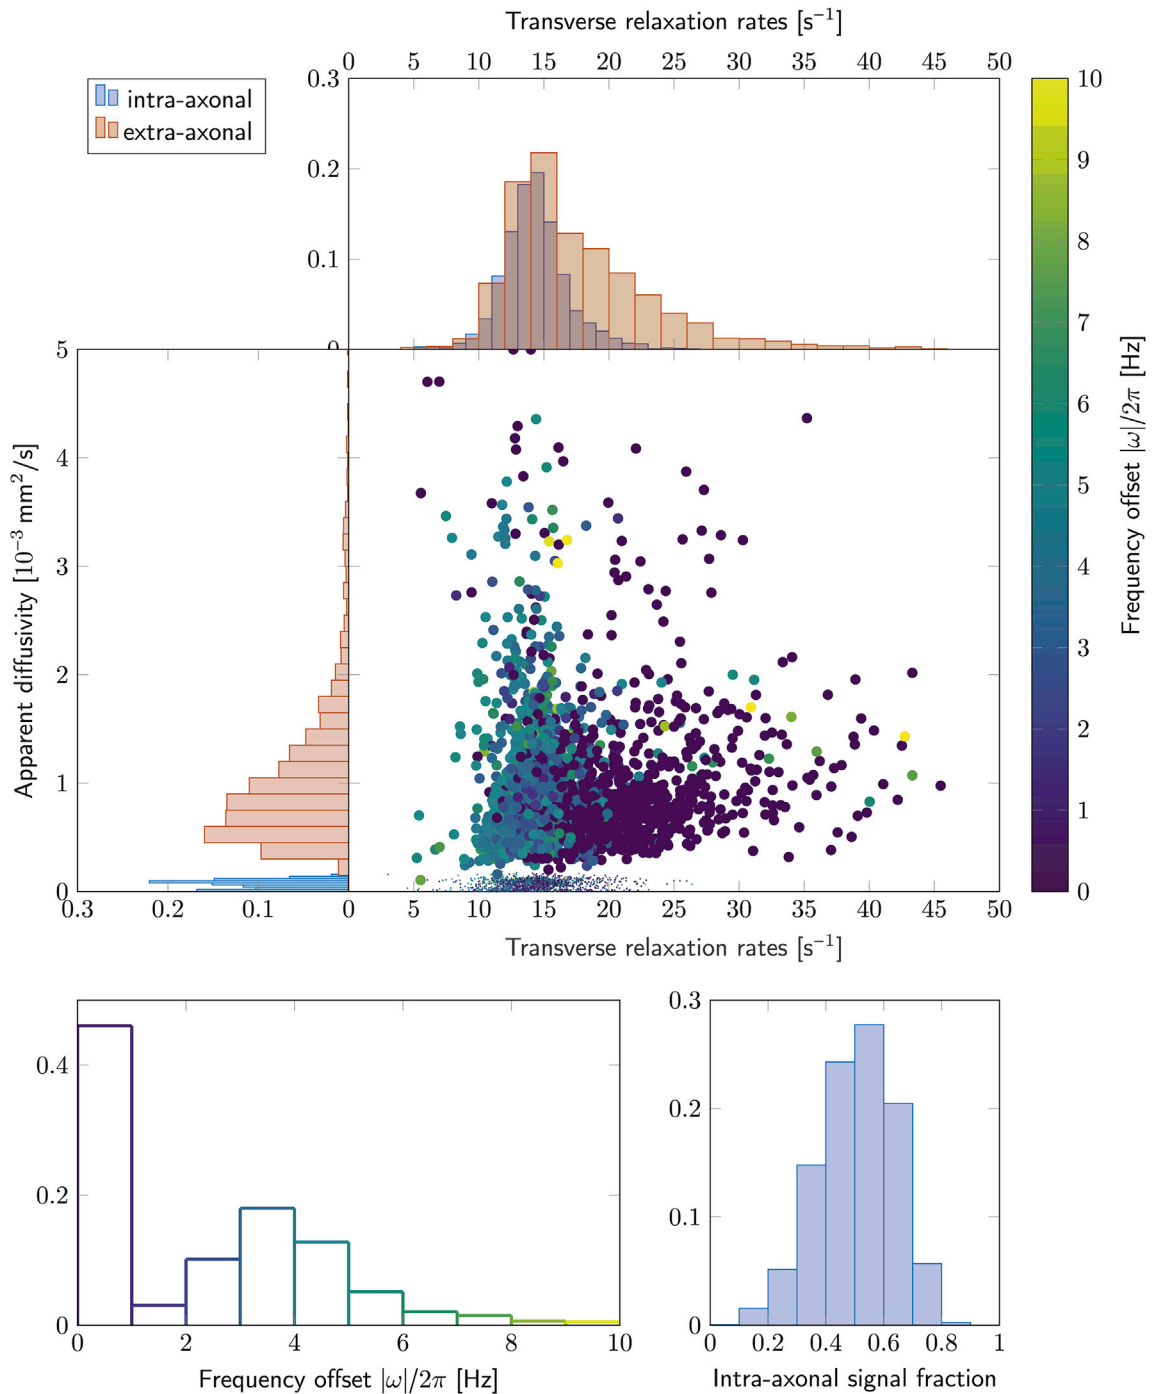 Transverse relaxation rates [s⁻¹]
0 5 10 15 20 25 30 35 40 45 50
intra-axonal
extra-axonal
0.3
0.2
0.1
0
10
9
8
7
6
5
4
3
2
1
0
Frequency offset |ω|/2π [Hz]
5
4
3
2
1
0
Apparent diffusivity [10⁻³ mm²/s]
0.3 0.2 0.1 0
5 10 15 20 25 30 35 40 45 50
Transverse relaxation rates [s⁻¹]
0.4
0.2
0
0 2 4 6 8 10
Frequency offset |ω|/2π [Hz]
0.3
0.2
0.1
0
0 0.2 0.4 0.6 0.8 1
Intra-axonal signal fraction